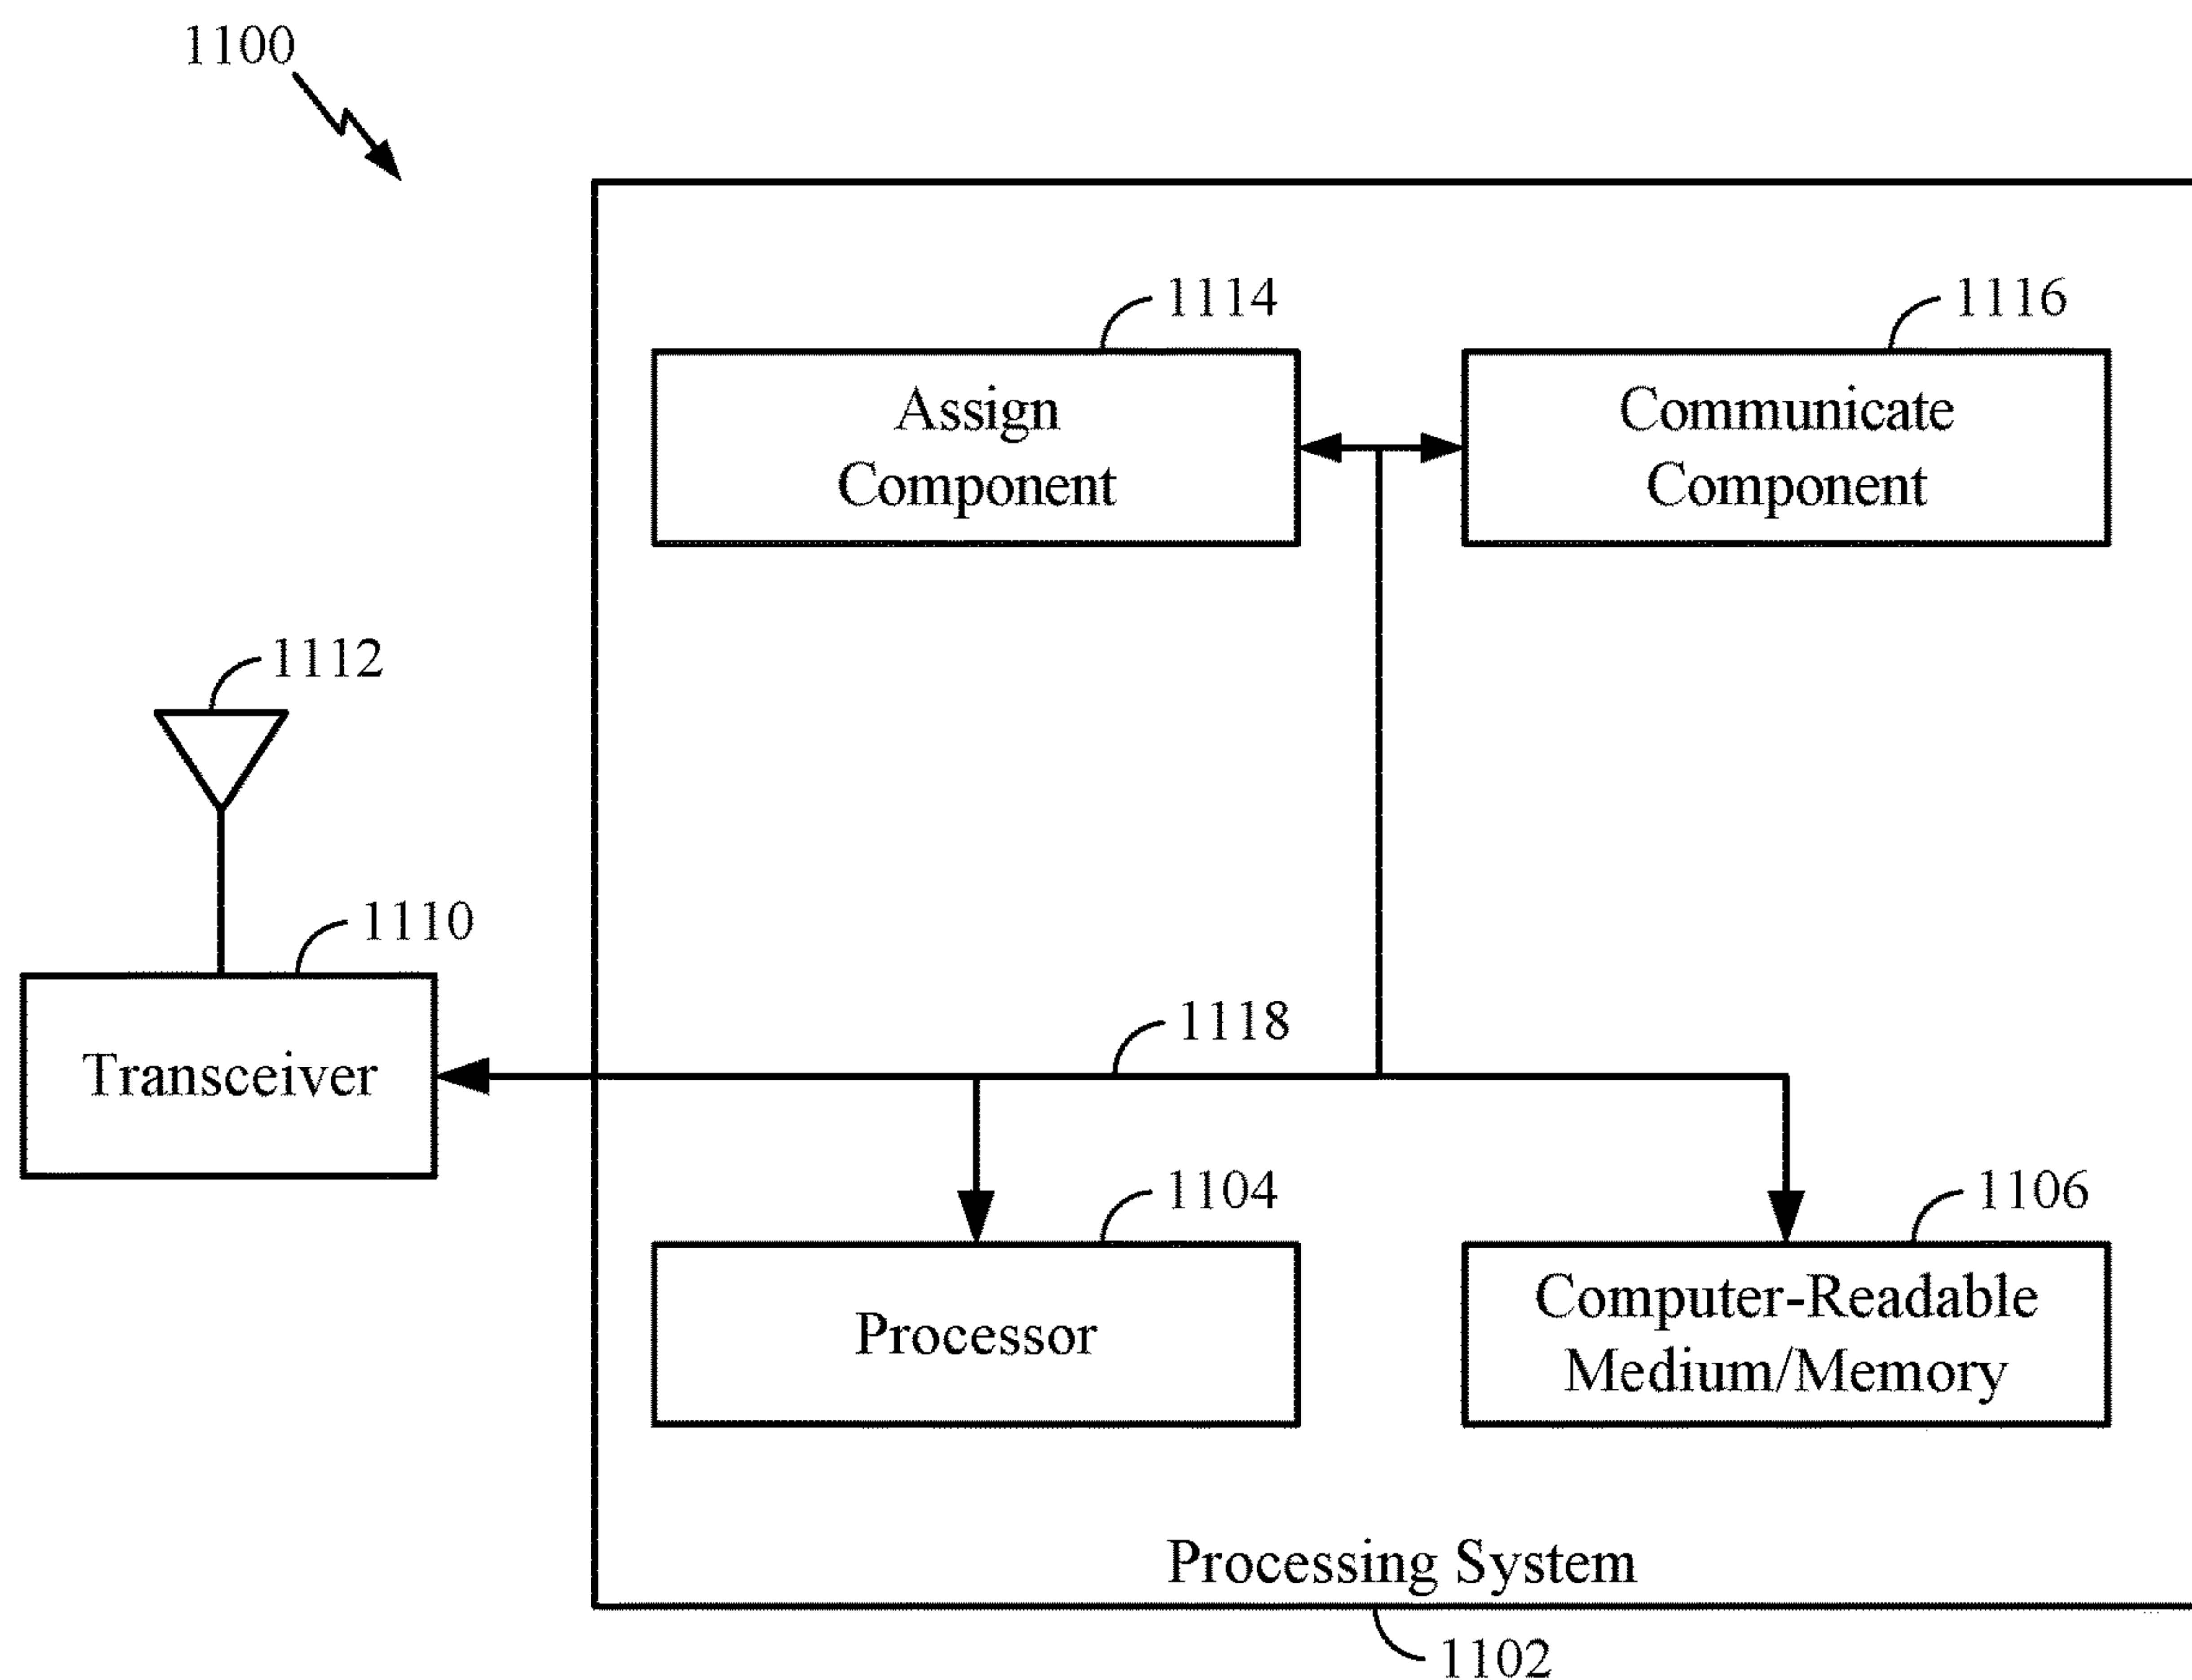 1100
1114
1116
Assign
Component
Communicate
Component
1112
1110
Transceiver
1118
1104
1106
Processor
Computer-Readable
Medium/Memory
Processing System
1102